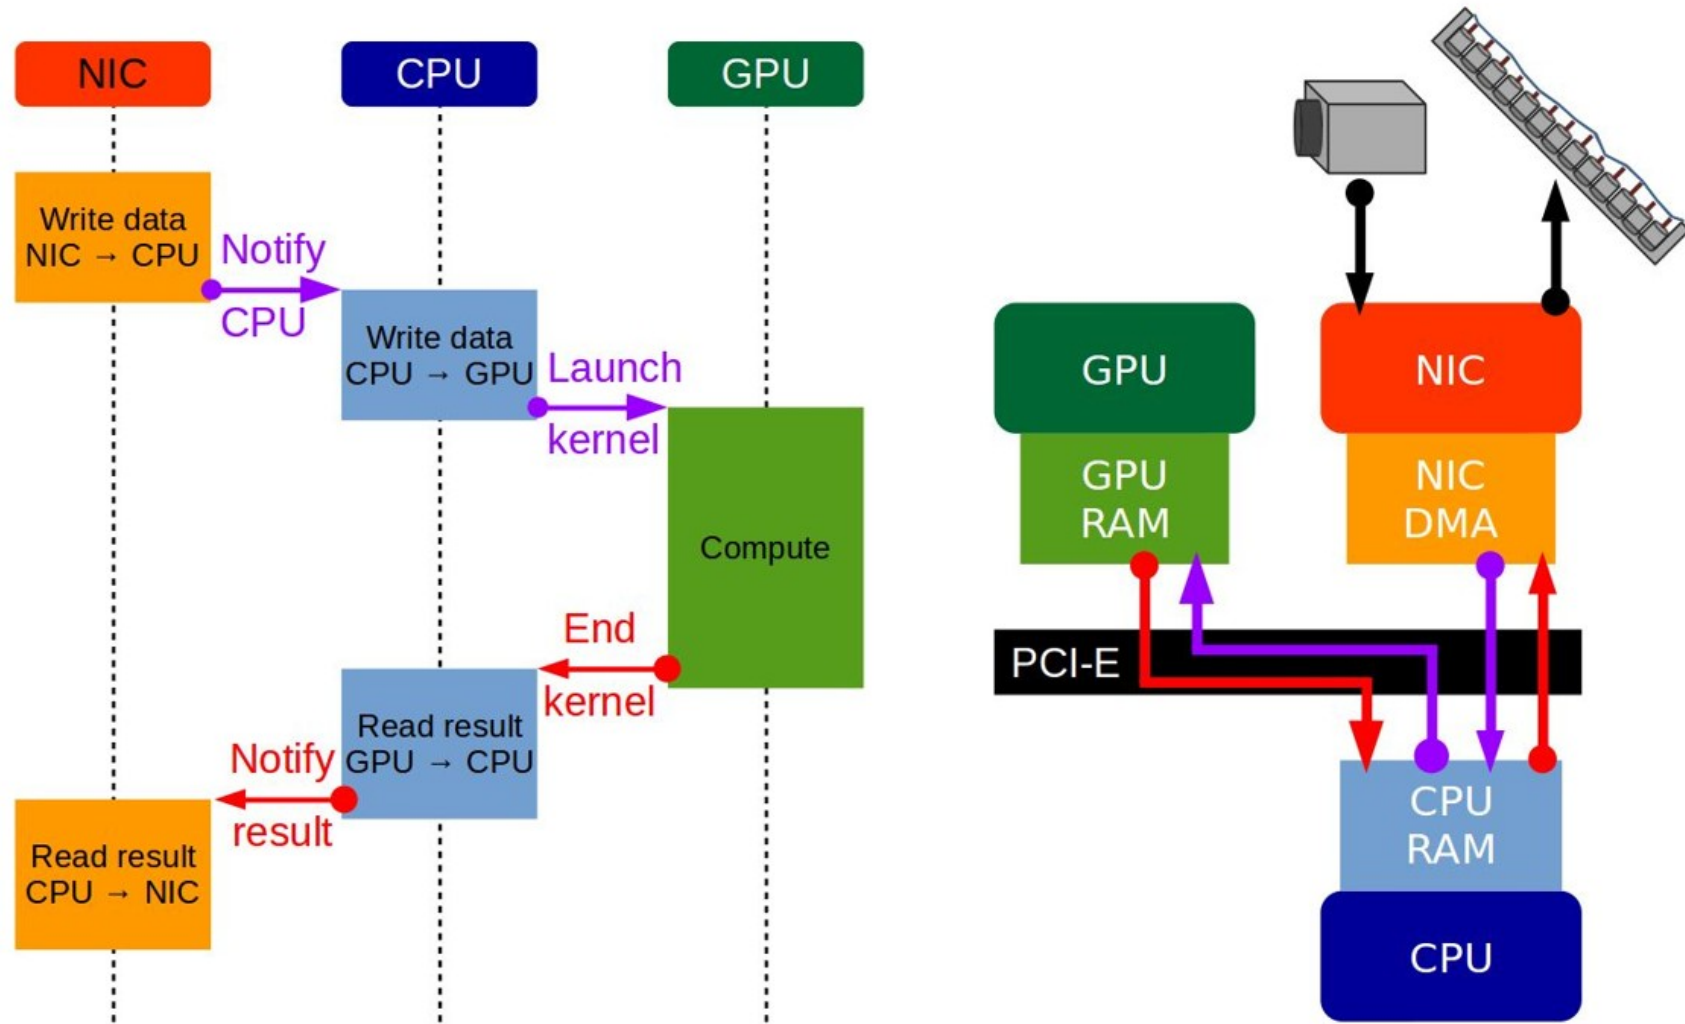 NIC
CPU
GPU
Write data
NIC → CPU
Notify
CPU
Write data
CPU → GPU
Launch
kernel
Compute
End
kernel
Read result
GPU → CPU
Notify
result
Read result
CPU → NIC
GPU
NIC
GPU
RAM
NIC
DMA
PCI-E
CPU
RAM
CPU